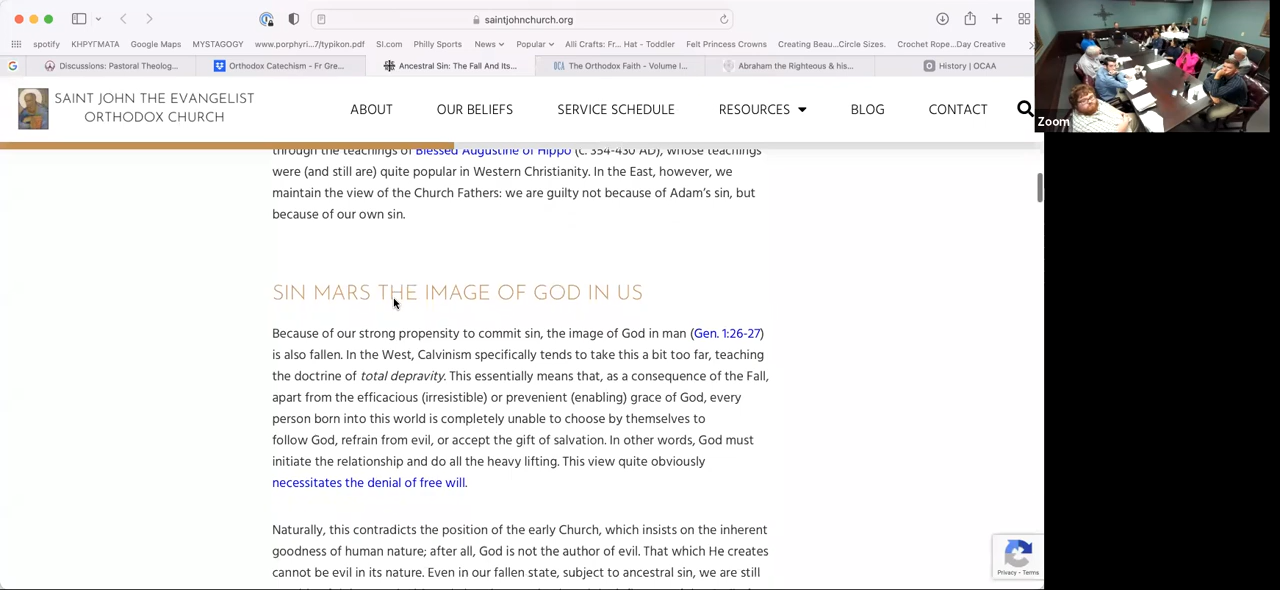 saintjohnchurch.org
spotify
ΚΗΡΥΓΜΑΤΑ
Google Maps
MYSTAGOGY
www.porphyri...7/typikon.pdf
SI.com
Philly Sports
News
Popular
Alli Crafts: Fr... Hat - Toddler
Felt Princess Crowns
Creating Beau...Circle Sizes.
Crochet Rope...Day Creative
G
Discussions: Pastoral Theolog...
Orthodox Catechism - Fr Gre...
Ancestral Sin: The Fall And Its...
OCA
The Orthodox Faith - Volume I...
Abraham the Righteous & his...
History | OCAA
SAINT JOHN THE EVANGELIST
ORTHODOX CHURCH
ABOUT
OUR BELIEFS
SERVICE SCHEDULE
RESOURCES
BLOG
CONTACT
Zoom
through the teachings of Blessed Augustine of Hippo (c. 354-430 AD), whose teachings
were (and still are) quite popular in Western Christianity. In the East, however, we
maintain the view of the Church Fathers: we are guilty not because of Adam's sin, but
because of our own sin.
SIN MARS THE IMAGE OF GOD IN US
Because of our strong propensity to commit sin, the image of God in man (Gen. 1:26-27)
is also fallen. In the West, Calvinism specifically tends to take this a bit too far, teaching
the doctrine of total depravity. This essentially means that, as a consequence of the Fall,
apart from the efficacious (irresistible) or prevenient (enabling) grace of God, every
person born into this world is completely unable to choose by themselves to
follow God, refrain from evil, or accept the gift of salvation. In other words, God must
initiate the relationship and do all the heavy lifting. This view quite obviously
necessitates the denial of free will.
Naturally, this contradicts the position of the early Church, which insists on the inherent
goodness of human nature; after all, God is not the author of evil. That which He creates
cannot be evil in its nature. Even in our fallen state, subject to ancestral sin, we are still
Privacy - Terms